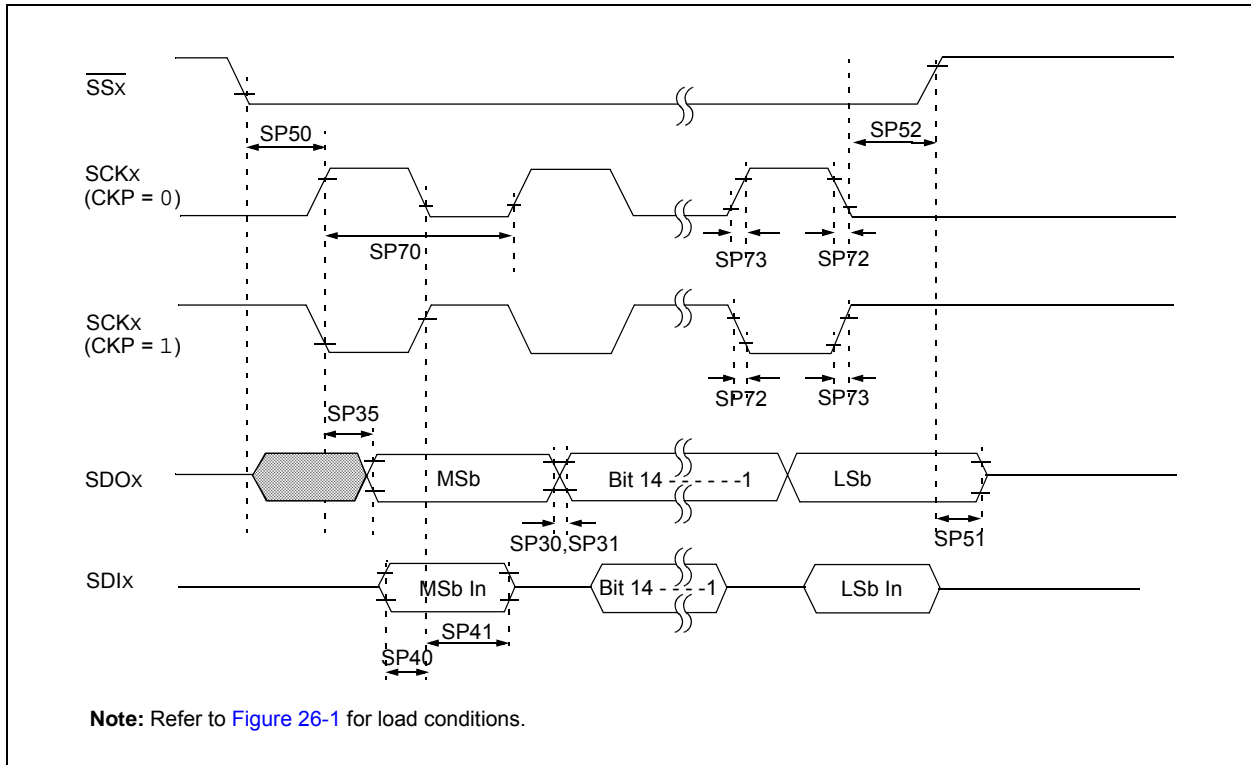 SSx
SP50
SP52
SCKx
(CKP = 0)
SP70
SP73
SP72
SCKx
(CKP = 1)
SP72
SP73
SP35
SDOx
MSb
Bit 14 - - - - - -1
LSb
SP30,SP31
SP51
SDIx
MSb In
Bit 14 - - - -1
LSb In
SP41
SP40
Note: Refer to Figure 26-1 for load conditions.